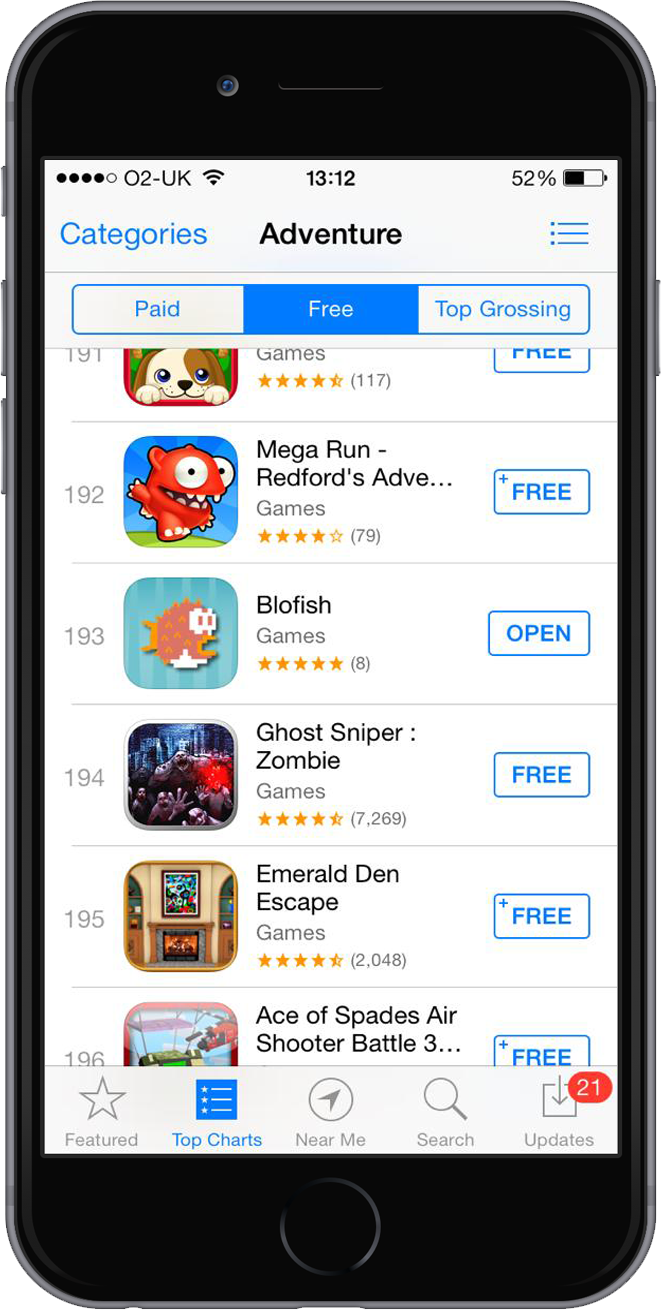 O2-UK 13:12 52%
Categories Adventure
Paid Free Top Grossing
191 Games FREE
(117)
Mega Run -
Redford's Adve...
192 + FREE
Games
(79)
Blofish
193 Games OPEN
(8)
Ghost Sniper :
Zombie
194 FREE
Games
(7,269)
Emerald Den
Escape
195 + FREE
Games
(2,048)
Ace of Spades Air
Shooter Battle 3...
196 + FREE
21
Featured Top Charts Near Me Search Updates